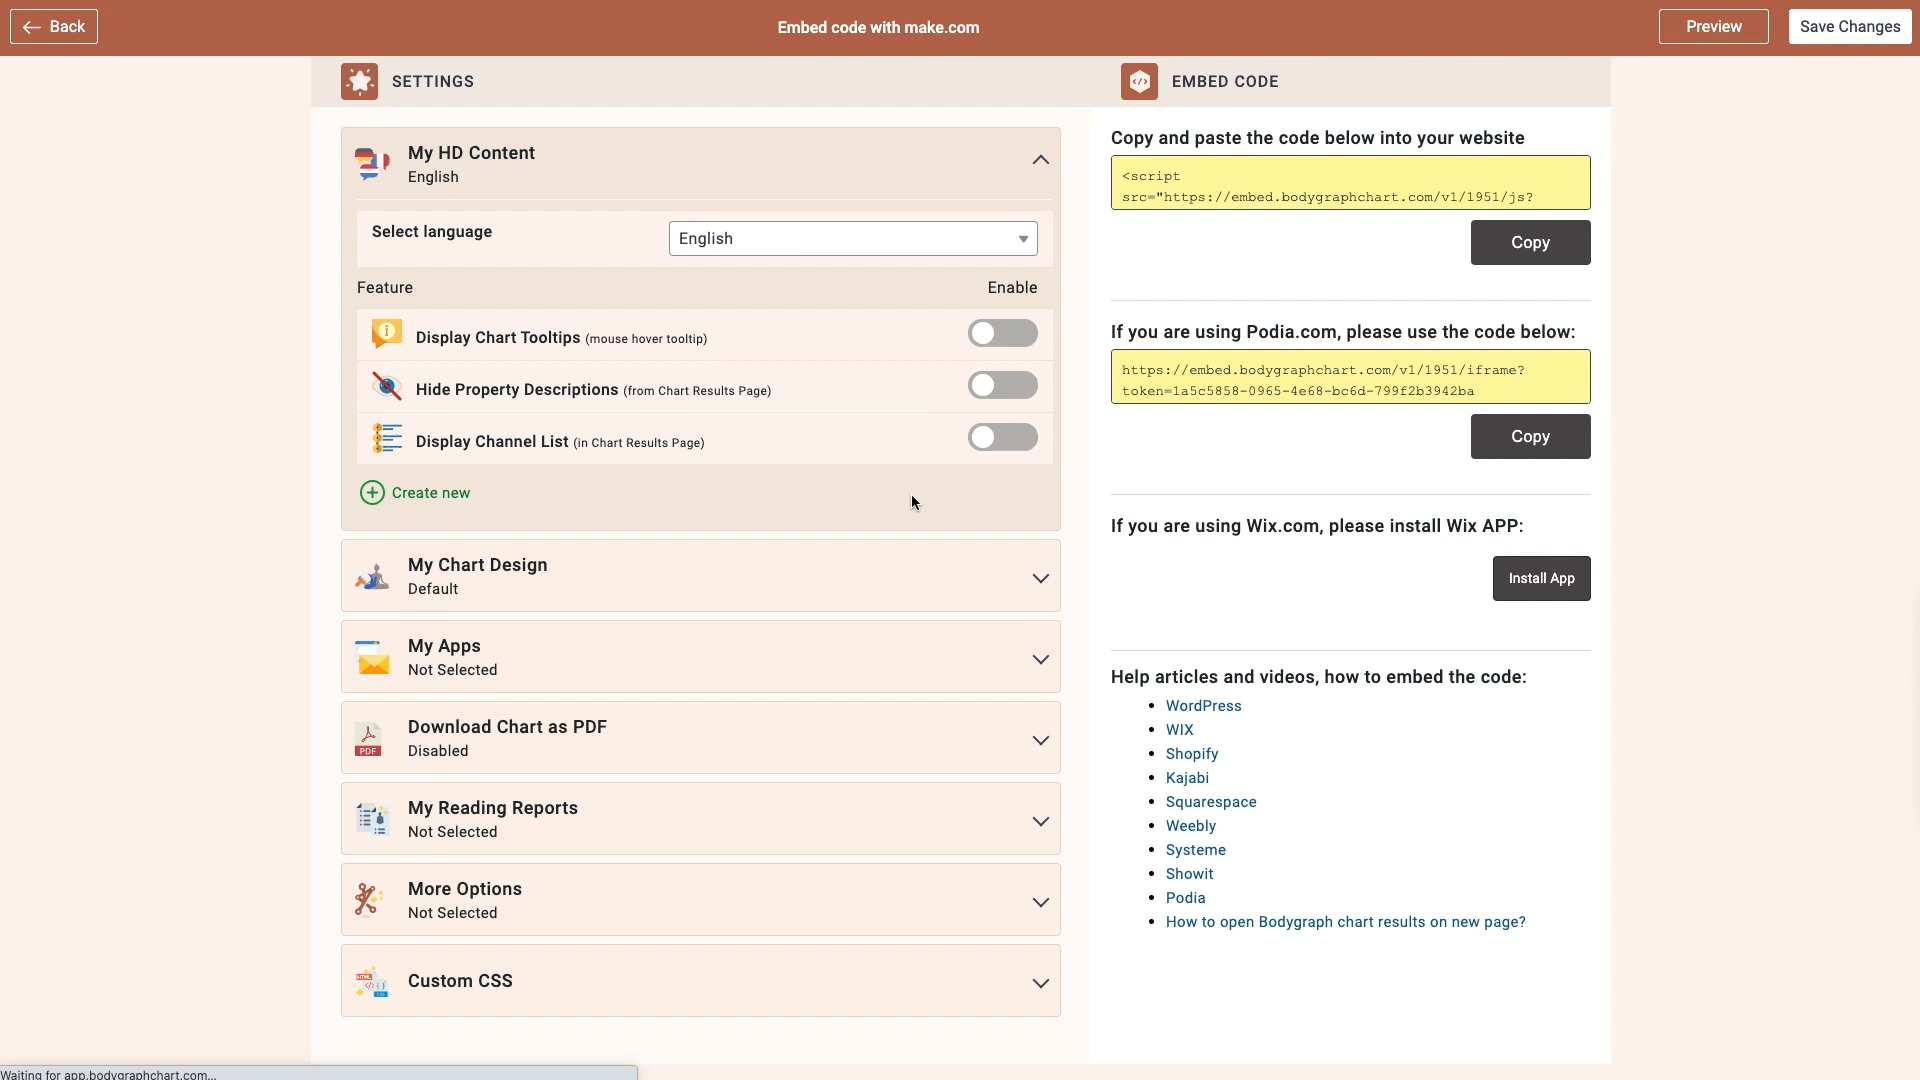 Back
Embed code with make.com
Preview
Save Changes
SETTINGS
EMBED CODE
My HD Content
English
Select language
English
Feature
Enable
Display Chart Tooltips (mouse hover tooltip)
Hide Property Descriptions (from Chart Results Page)
Display Channel List (in Chart Results Page)
Create new
My Chart Design
Default
My Apps
Not Selected
Download Chart as PDF
Disabled
PDF
My Reading Reports
Not Selected
More Options
Not Selected
Custom CSS
Copy and paste the code below into your website
<script
src="https://embed.bodygraphchart.com/v1/1951/js?
Copy
If you are using Podia.com, please use the code below:
https://embed.bodygraphchart.com/v1/1951/iframe?
token=1a5c5858-0965-4e68-bc6d-799f2b3942ba
Copy
If you are using Wix.com, please install Wix APP:
Install App
Help articles and videos, how to embed the code:
WordPress
WIX
Shopify
Kajabi
Squarespace
Weebly
Systeme
Showit
Podia
How to open Bodygraph chart results on new page?
Waiting for app.bodygraphchart.com...